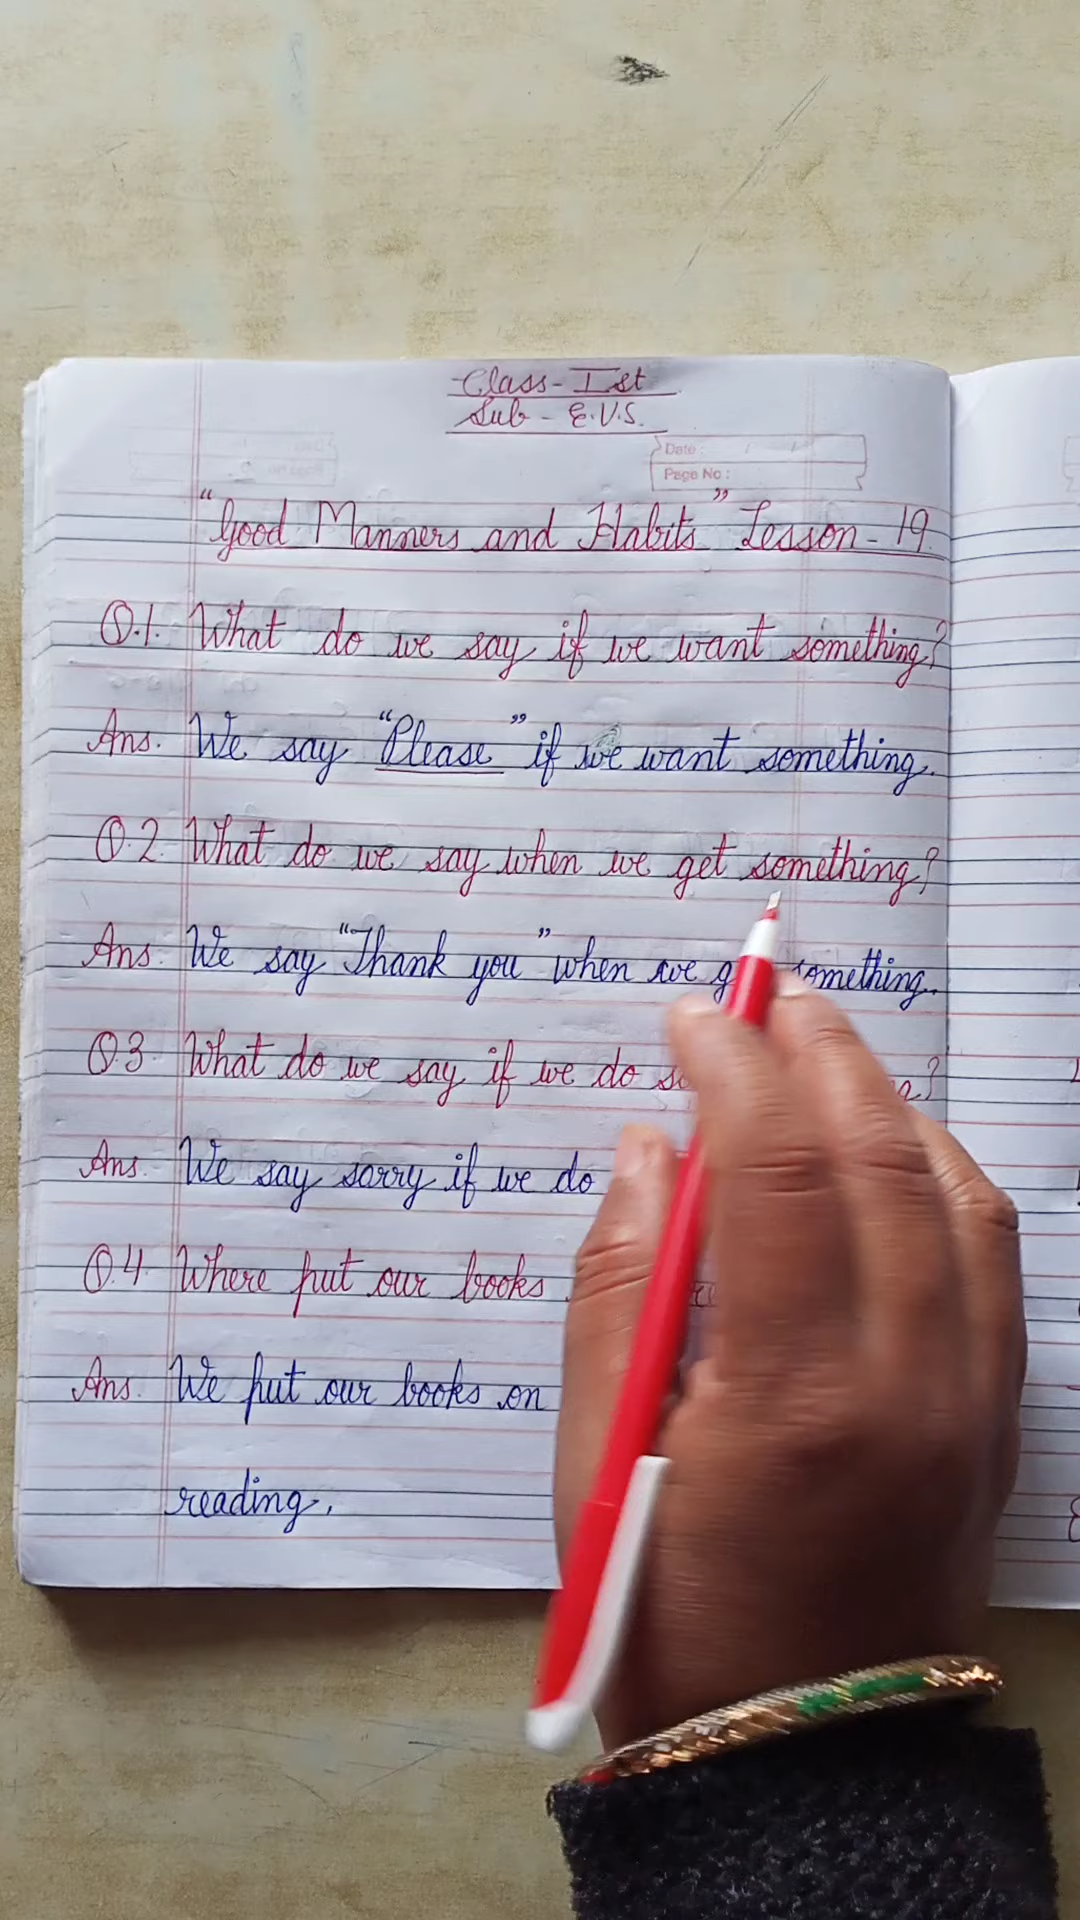 Class - Ist
Sub - E.V.S.
Date :
Page No :
"Good Manners and Habits" Lesson - 19.
Q.1. What do we say if we want something?
Ans. We say "Please" if we want something.
Q.2. What do we say when we get something?
Ans. We say "Thank you" when we something.
Q.3. What do we say if we do
Ans. We say sorry if we do
Q.4. Where put our books
Ans. We put our books on
reading.